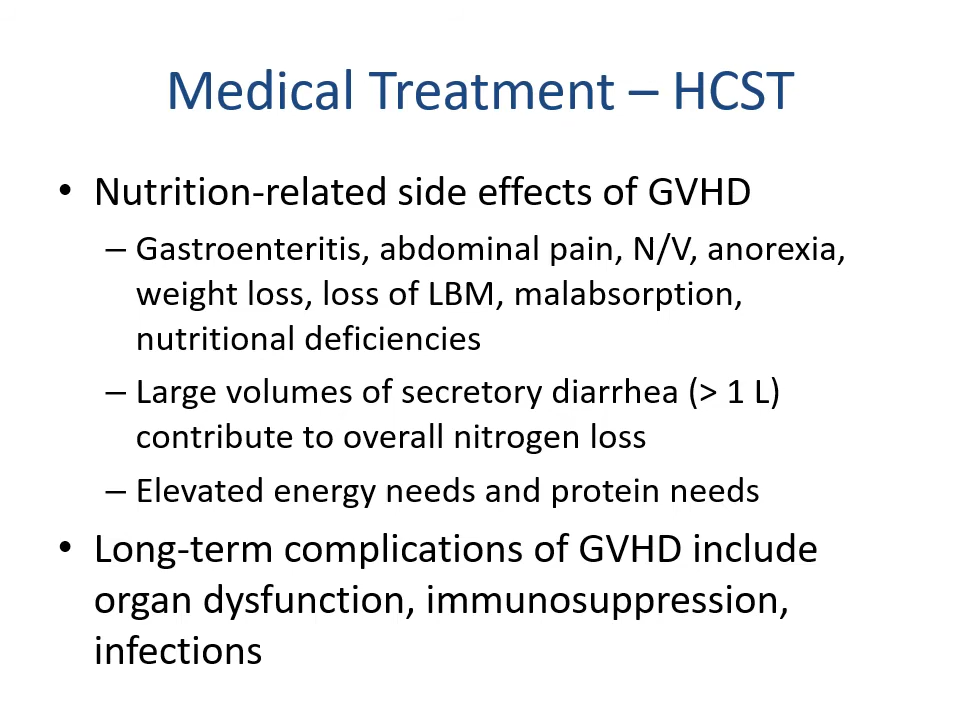 Medical Treatment – HCST
• Nutrition-related side effects of GVHD
– Gastroenteritis, abdominal pain, N/V, anorexia,
weight loss, loss of LBM, malabsorption,
nutritional deficiencies
– Large volumes of secretory diarrhea (> 1 L)
contribute to overall nitrogen loss
– Elevated energy needs and protein needs
• Long-term complications of GVHD include
organ dysfunction, immunosuppression,
infections